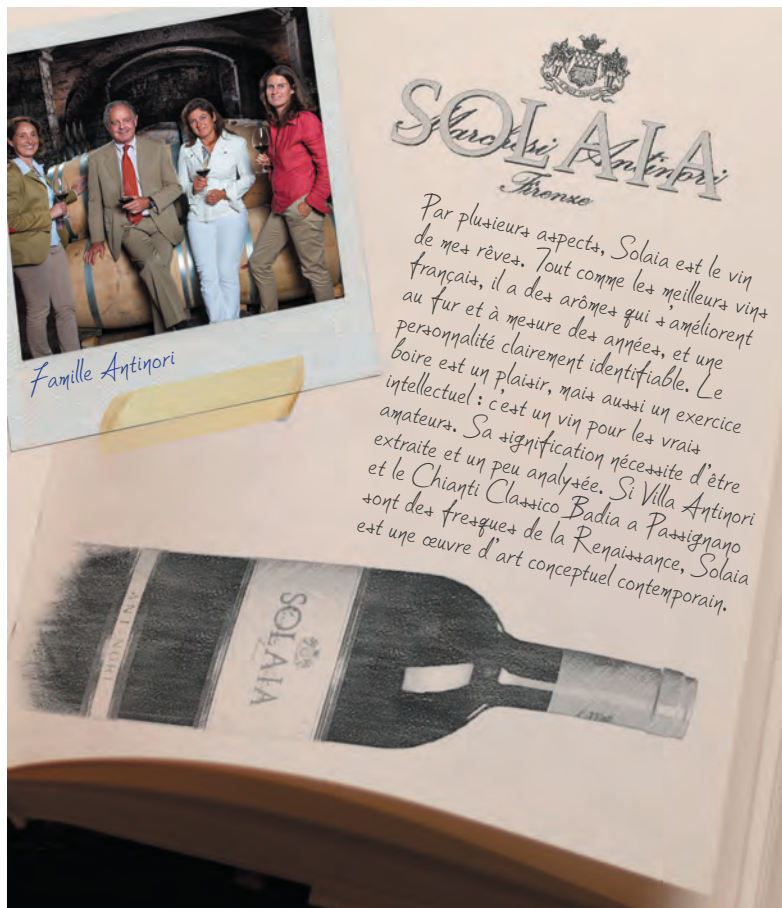 SOLAIA
Marchesi Antinori
Firenze
Par plusieurs aspects, Solaia est le vin
de mes rêves. Tout comme les meilleurs vins
français, il a des arômes qui s'améliorent
au fur et à mesure des années, et une
personnalité clairement identifiable. Le
boire est un plaisir, mais aussi un exercice
intellectuel : c'est un vin pour les vrais
amateurs. Sa signification nécessite d'être
extraite et un peu analysée. Si Villa Antinori
et le Chianti Classico Badia a Passignano
sont des fresques de la Renaissance, Solaia
est une œuvre d'art conceptuel contemporain.
Famille Antinori
ANTINORI
SOLAIA